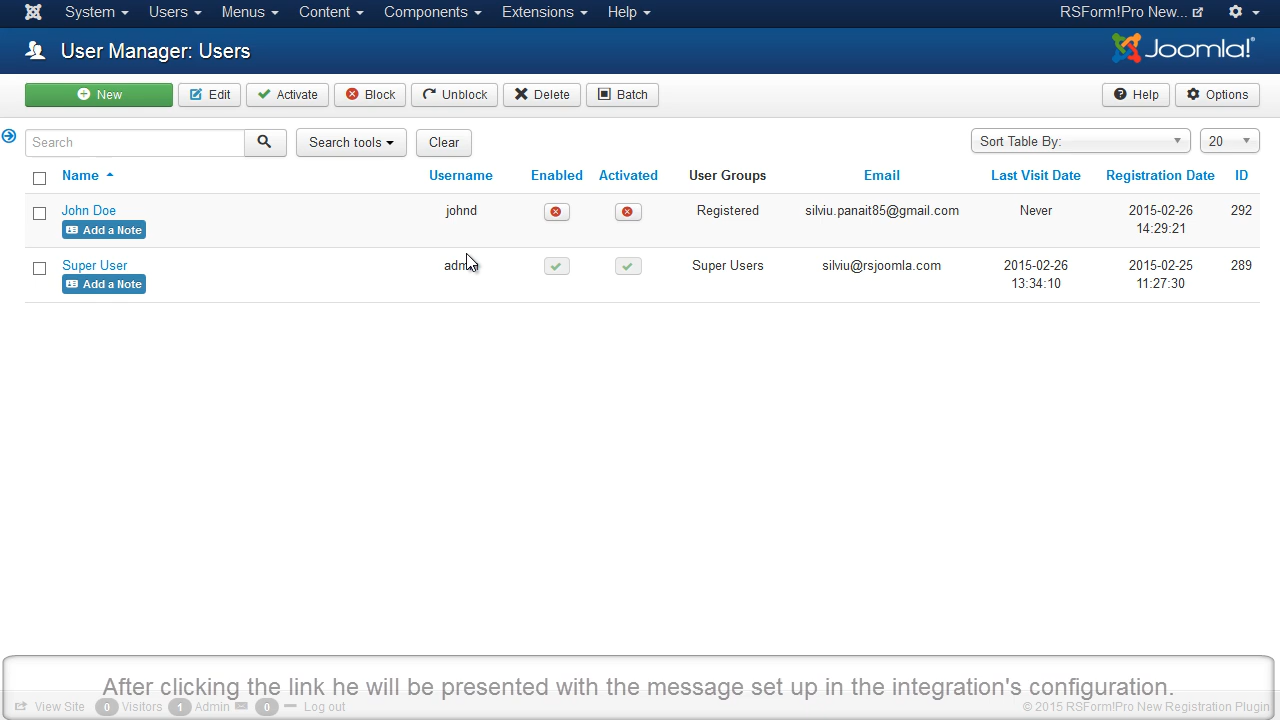 System Users Menus Content Components Extensions Help RSForm!Pro New...
User Manager: Users Joomla!®
New Edit Activate Block Unblock Delete Batch Help Options
Search Search tools Clear Sort Table By: 20
Name Username Enabled Activated User Groups Email Last Visit Date Registration Date ID
John Doe johnd Registered silviu.panait85@gmail.com Never 2015-02-26 292
Add a Note 14:29:21
Super User Super Users silviu@rsjoomla.com 2015-02-26 2015-02-25 289
Add a Note 13:34:10 11:27:30
After clicking the link he will be presented with the message set up in the integration's configuration.
View Site 0 Visitors 1 Admin 0 Log out © 2015 RSForm!Pro New Registration Plugin